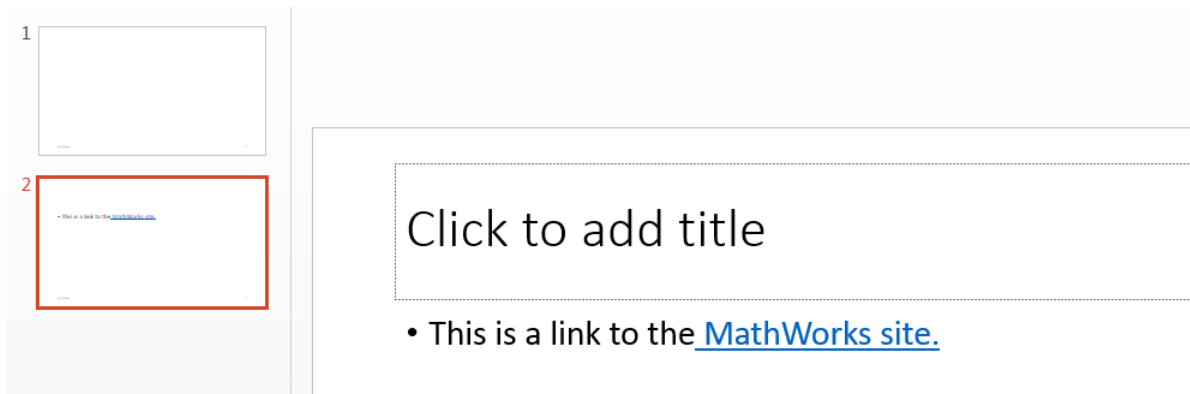 1
2
• This is a link to the MathWorks site.
Click to add title
• This is a link to the MathWorks site.